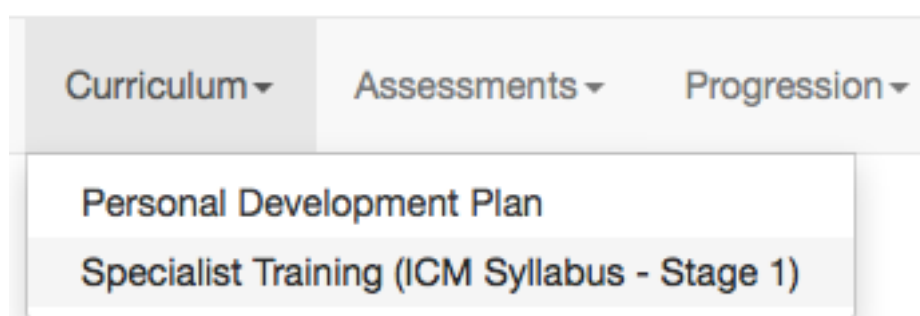 Curriculum Assessments Progression
Personal Development Plan
Specialist Training (ICM Syllabus - Stage 1)